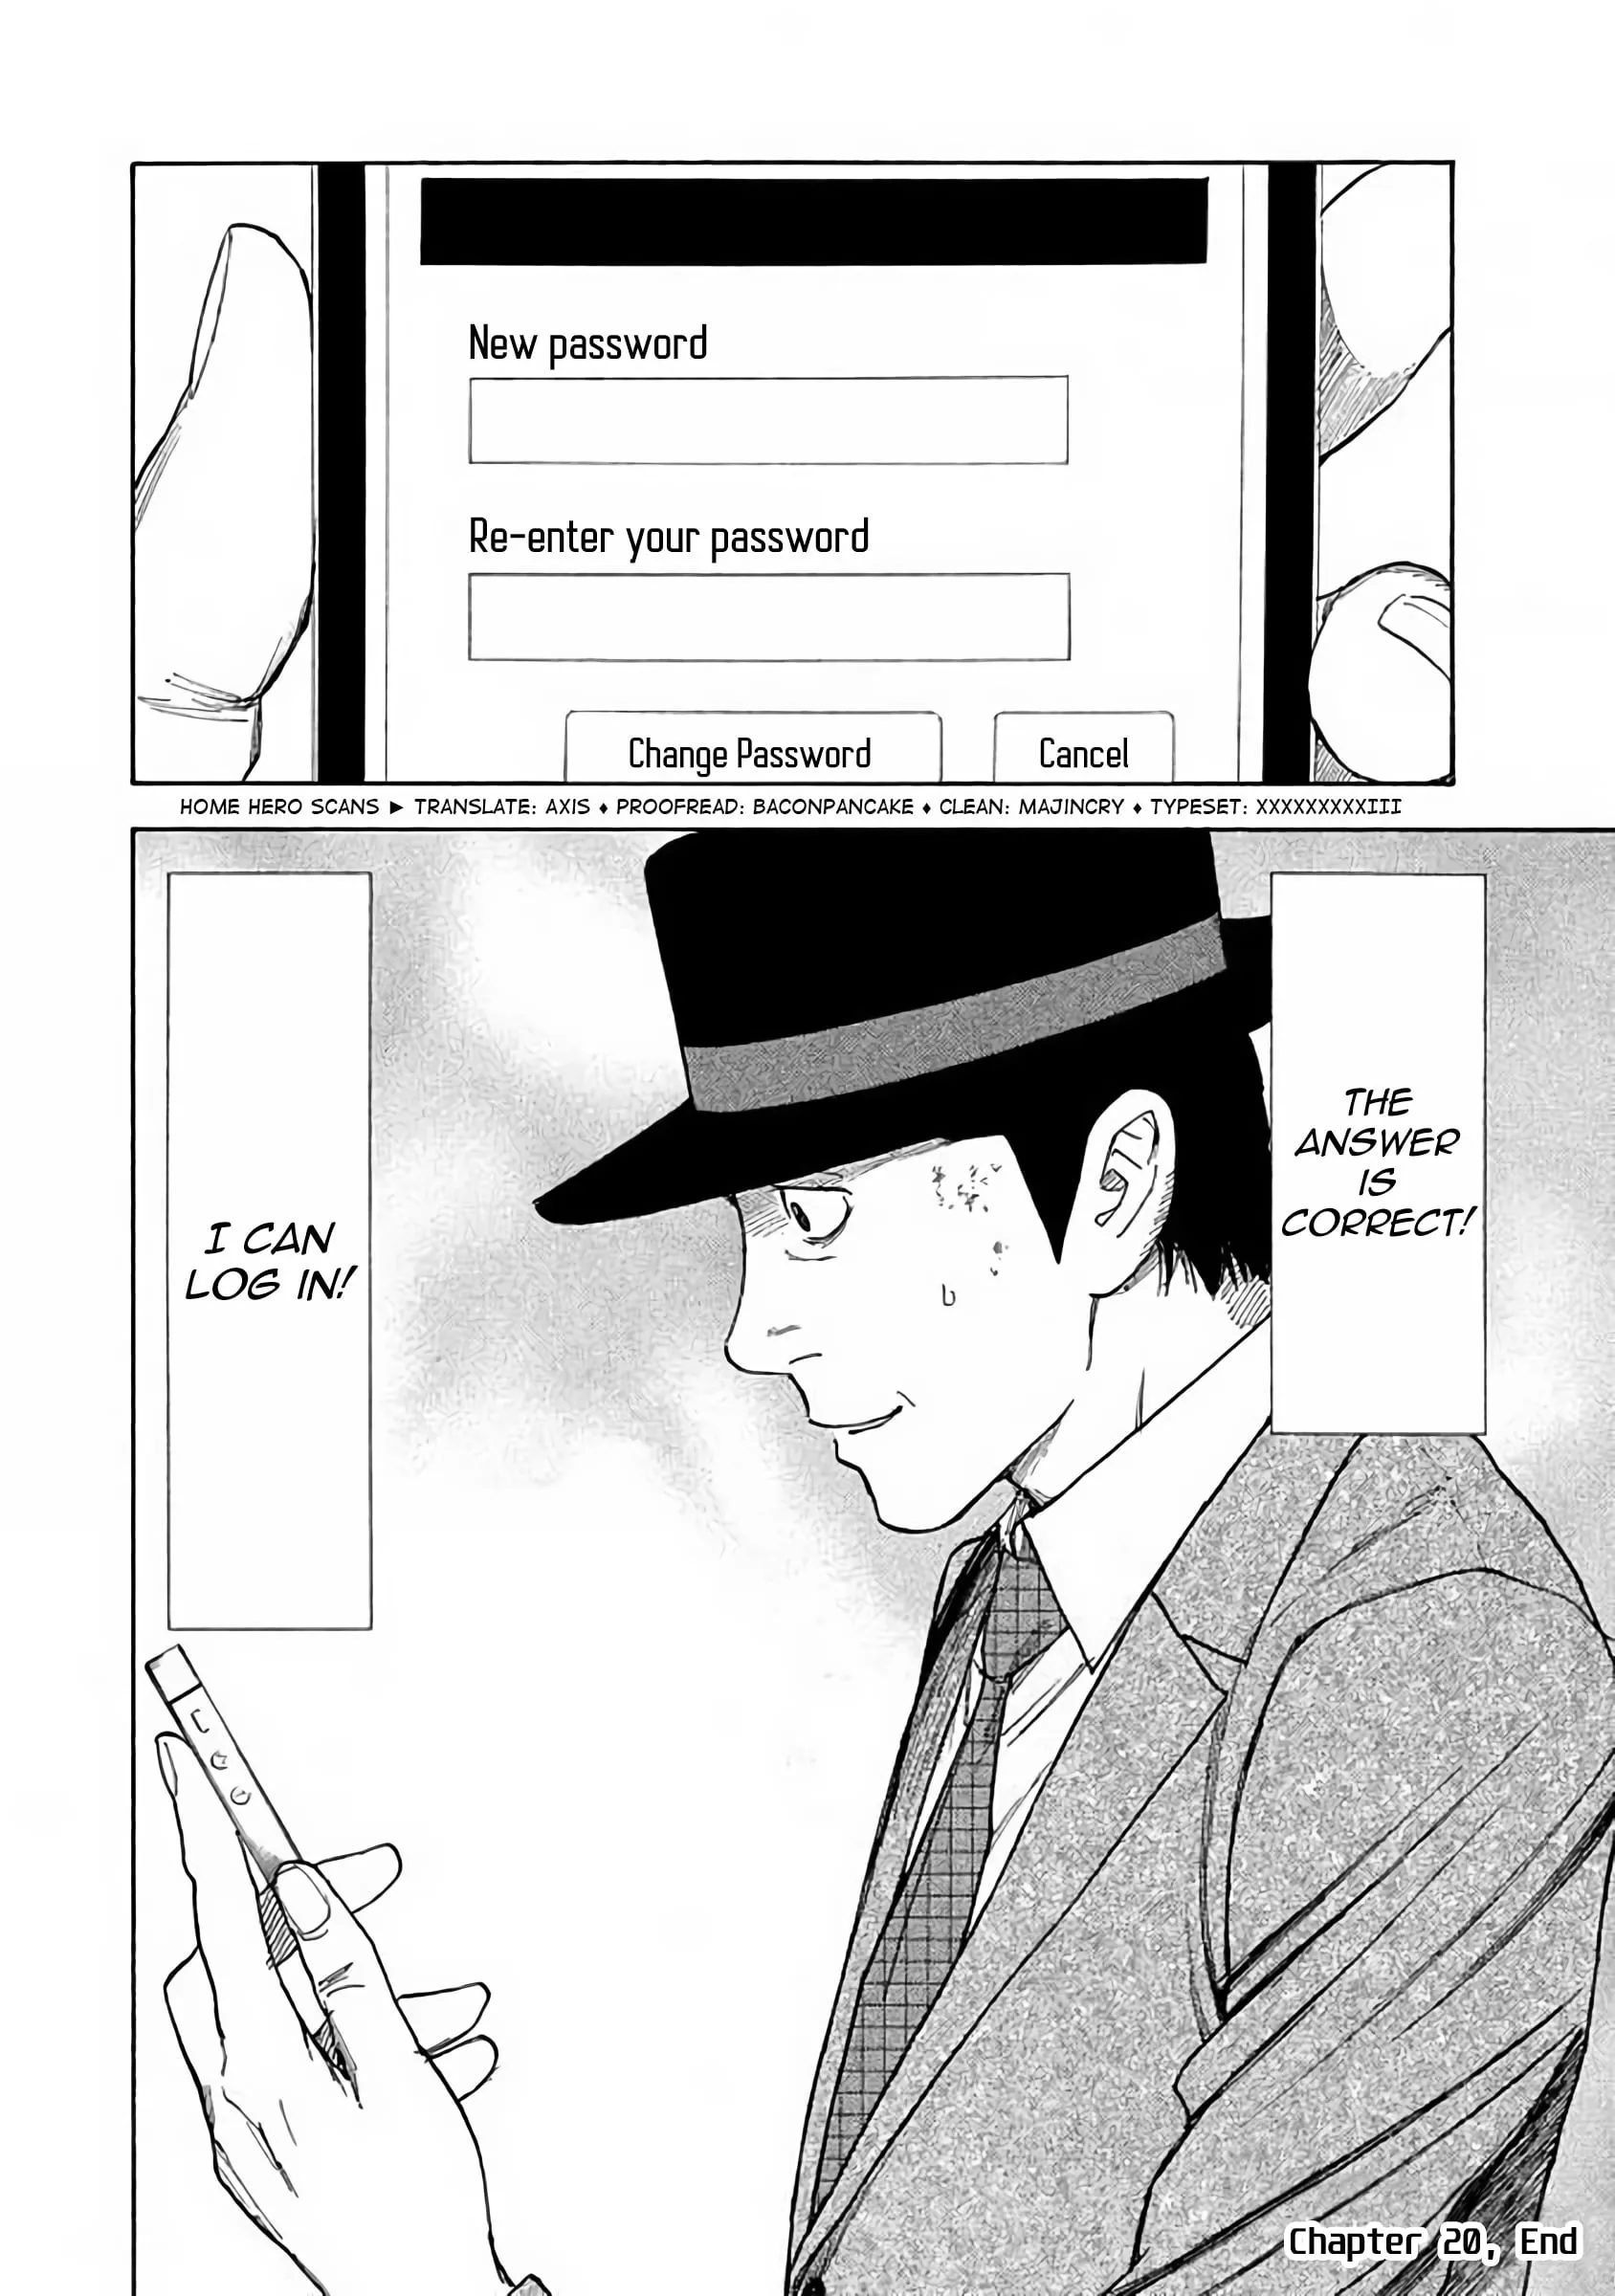 New password
Re-enter your password
Change Password
Cancel
HOME HERO SCANS ► TRANSLATE: AXIS ♦ PROOFREAD: BACONPANCAKE ♦ CLEAN: MAJINCRY ♦ TYPESET: XXXXXXXXXIII
THE
ANSWER
IS
CORRECT!
I CAN
LOG IN!
Chapter 20, End